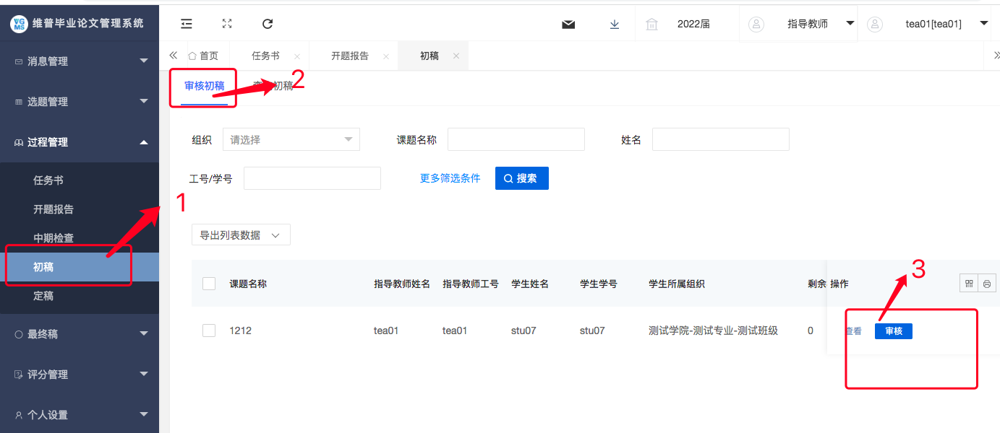 VG MS 维普毕业论文管理系统
2022届 指导教师 tea01[tea01]
首页 任务书 开题报告 初稿
消息管理
选题管理
过程管理
任务书
开题报告
中期检查
初稿
定稿
最终稿
评分管理
个人设置
1
审核初稿 初稿 2
组织 请选择 课题名称 姓名
工号/学号 更多筛选条件 搜索
导出列表数据
3
课题名称 指导教师姓名 指导教师工号 学生姓名 学生学号 学生所属组织 剩余 操作
1212 tea01 tea01 stu07 stu07 测试学院-测试专业-测试班级 0 查看 审核